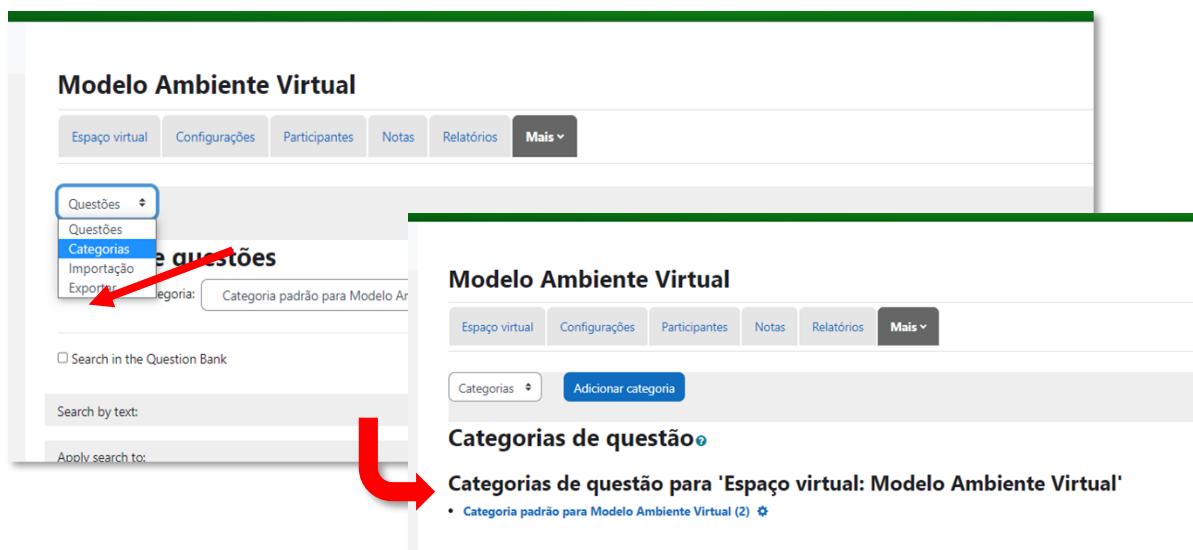 Modelo Ambiente Virtual
Espaço virtual Configurações Participantes Notas Relatórios Mais
Questões
Questões
Categorias
Importação
Exportar
e questões
egoria: Categoria padrão para Modelo Am
Search in the Question Bank
Search by text:
Apply search to:
Modelo Ambiente Virtual
Espaço virtual Configurações Participantes Notas Relatórios Mais
Categorias Adicionar categoria
Categorias de questão
Categorias de questão para 'Espaço virtual: Modelo Ambiente Virtual'
Categoria padrão para Modelo Ambiente Virtual (2)